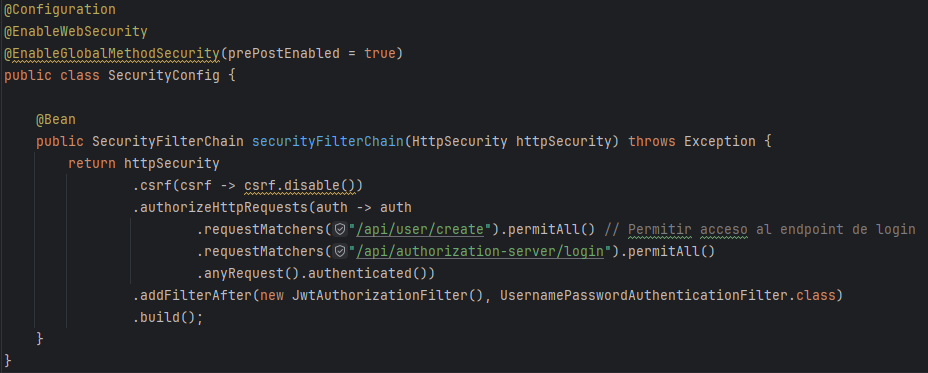 @Configuration
@EnableWebSecurity
@EnableGlobalMethodSecurity(prePostEnabled = true)
public class SecurityConfig {
@Bean
public SecurityFilterChain securityFilterChain(HttpSecurity httpSecurity) throws Exception {
return httpSecurity
.csrf(csrf -> csrf.disable())
.authorizeHttpRequests(auth -> auth
.requestMatchers("/api/user/create").permitAll() // Permitir acceso al endpoint de login
.requestMatchers("/api/authorization-server/login").permitAll()
.anyRequest().authenticated())
.addFilterAfter(new JwtAuthorizationFilter(), UsernamePasswordAuthenticationFilter.class)
.build();
}
}